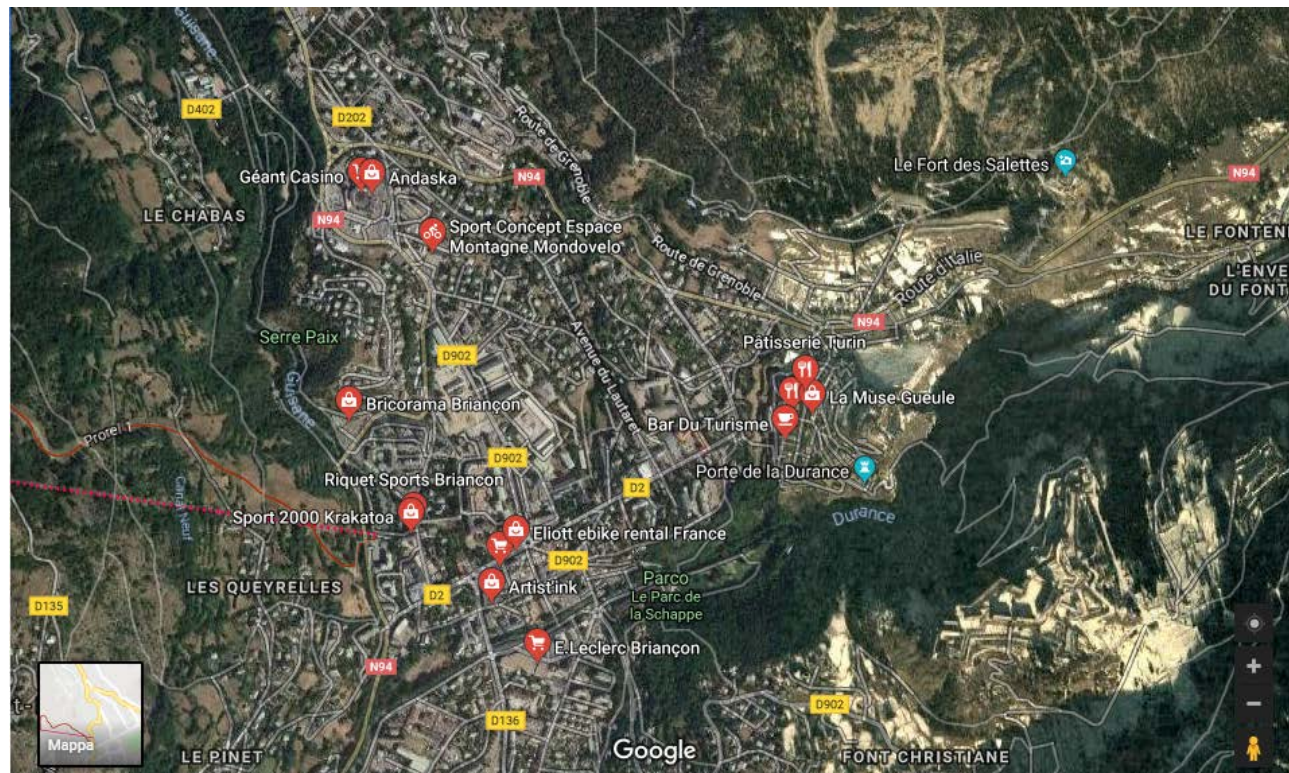 Guisane
D402
D202
Route de Grenoble
Géant Casino
Andaska
N94
Le Fort des Salettes
N94
LE CHABAS
N94
Sport Concept Espace
Montagne Mondovelo
Route de Grenoble
LE FONTEN
Route d'Italie
L'ENVE
DU FONT
N94
Serre Paix
Avenue du Lautaret
Pâtisserie Turin
D902
Guisane
Bricorama Briançon
La Muse Gueule
Bar Du Turisme
Prorel 1
D902
Porte de la Durance
Riquet Sports Briancon
D2
Canal Neuf
Sport 2000 Krakatoa
Durance
Eliott ebike rental France
D902
LES QUEYRELLES
Artist'ink
Parco
Le Parc de
la Schappe
D2
D135
E.Leclerc Briançon
N94
t-
D902
D136
Mappa
LE PINET
Google
FONT CHRISTIANE